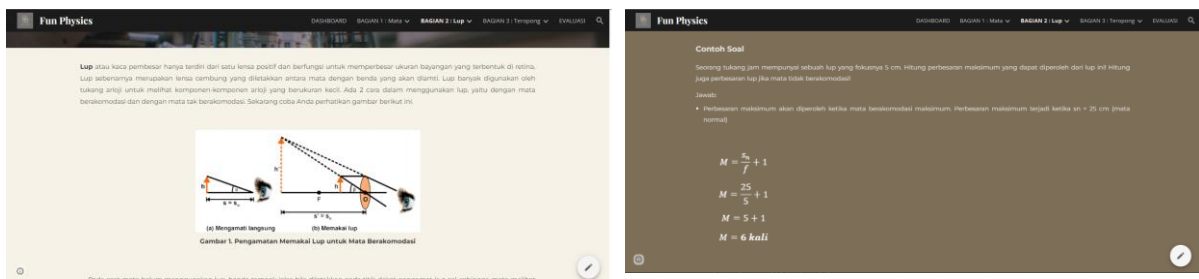 Fun Physics
DASHBOARD BAGIAN 1 : Mata BAGIAN 2 : Lup BAGIAN 3 : Teropong EVALUASI
Lup atau kaca pembesar hanya terdiri dari satu lensa positif dan berfungsi untuk memperbesar ukuran bayangan yang terbentuk di retina.
Lup sebenarnya merupakan lensa cembung yang diletakkan antara mata dengan benda yang akan diamti. Lup banyak digunakan oleh
tukang arloji untuk melihat komponen-komponen arloji yang berukuran kecil. Ada 2 cara dalam menggunakan lup, yaitu dengan mata
berakomodasi dan dengan mata tak berakomodasi. Sekarang coba Anda perhatikan gambar berikut ini.
h
s = sₙ
h'
h
F
O
s' = sₙ
(a) Mengamati langsung (b) Memakai lup
Gambar 1. Pengamatan Memakai Lup untuk Mata Berakomodasi
Fun Physics
DASHBOARD BAGIAN 1 : Mata BAGIAN 2 : Lup BAGIAN 3 : Teropong EVALUASI
Contoh Soal
Seorang tukang jam mempunyai sebuah lup yang fokusnya 5 cm. Hitung perbesaran maksimum yang dapat diperoleh dari lup ini! Hitung
juga perbesaran lup jika mata tidak berakomodasi!
Jawab:
• Perbesaran maksimum akan diperoleh ketika mata berakomodasi maksimum. Perbesaran maksimum terjadi ketika sn = 25 cm (mata
normal)
M = sₙ/f + 1
M = 25/5 + 1
M = 5 + 1
M = 6 kali